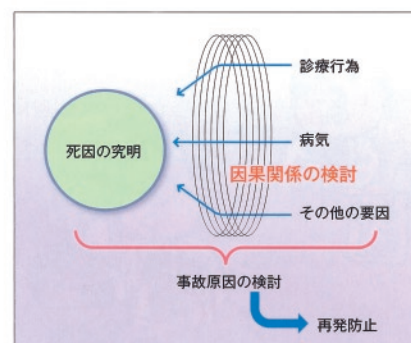 診療行為
病気
死因の究明
因果関係の検討
その他の要因
事故原因の検討
再発防止